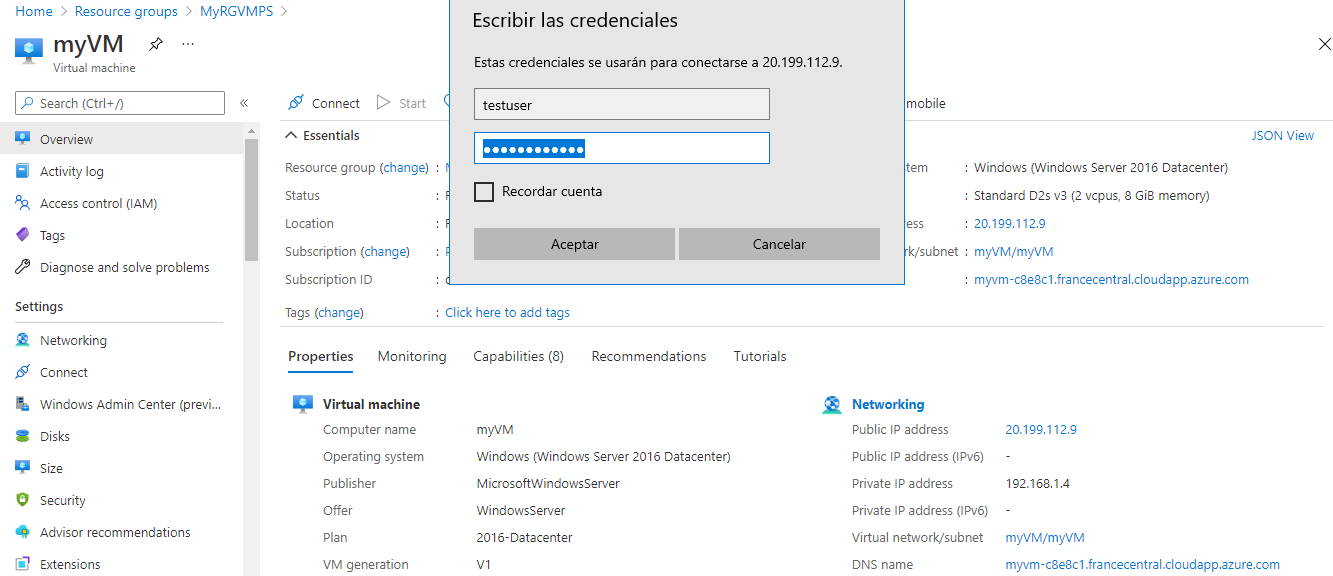 Home > Resource groups > MyRGVMPS >
myVM
Virtual machine
Search (Ctrl+/)
«
Overview
Activity log
Access control (IAM)
Tags
Diagnose and solve problems
Settings
Networking
Connect
Windows Admin Center (previ...
Disks
Size
Security
Advisor recommendations
Extensions
Escribir las credenciales
Estas credenciales se usarán para conectarse a 20.199.112.9.
testuser
Recordar cuenta
Aceptar
Cancelar
Connect
Start
mobile
Essentials
JSON View
Resource group (change) :
Status :
Location :
Subscription (change) :
Subscription ID :
: Windows (Windows Server 2016 Datacenter)
: Standard D2s v3 (2 vcpus, 8 GiB memory)
: 20.199.112.9
k/subnet : myVM/myVM
: myvm-c8e8c1.francecentral.cloudapp.azure.com
Tags (change) : Click here to add tags
Properties
Monitoring
Capabilities (8)
Recommendations
Tutorials
Virtual machine
Computer name myVM
Operating system Windows (Windows Server 2016 Datacenter)
Publisher MicrosoftWindowsServer
Offer WindowsServer
Plan 2016-Datacenter
VM generation V1
Networking
Public IP address 20.199.112.9
Public IP address (IPv6) -
Private IP address 192.168.1.4
Private IP address (IPv6) -
Virtual network/subnet myVM/myVM
DNS name myvm-c8e8c1.francecentral.cloudapp.azure.com